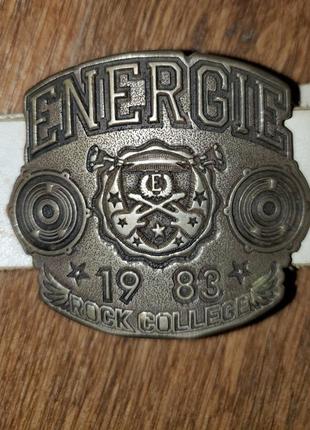 ENERGIE
E
19 83
ROCK COLLEGE